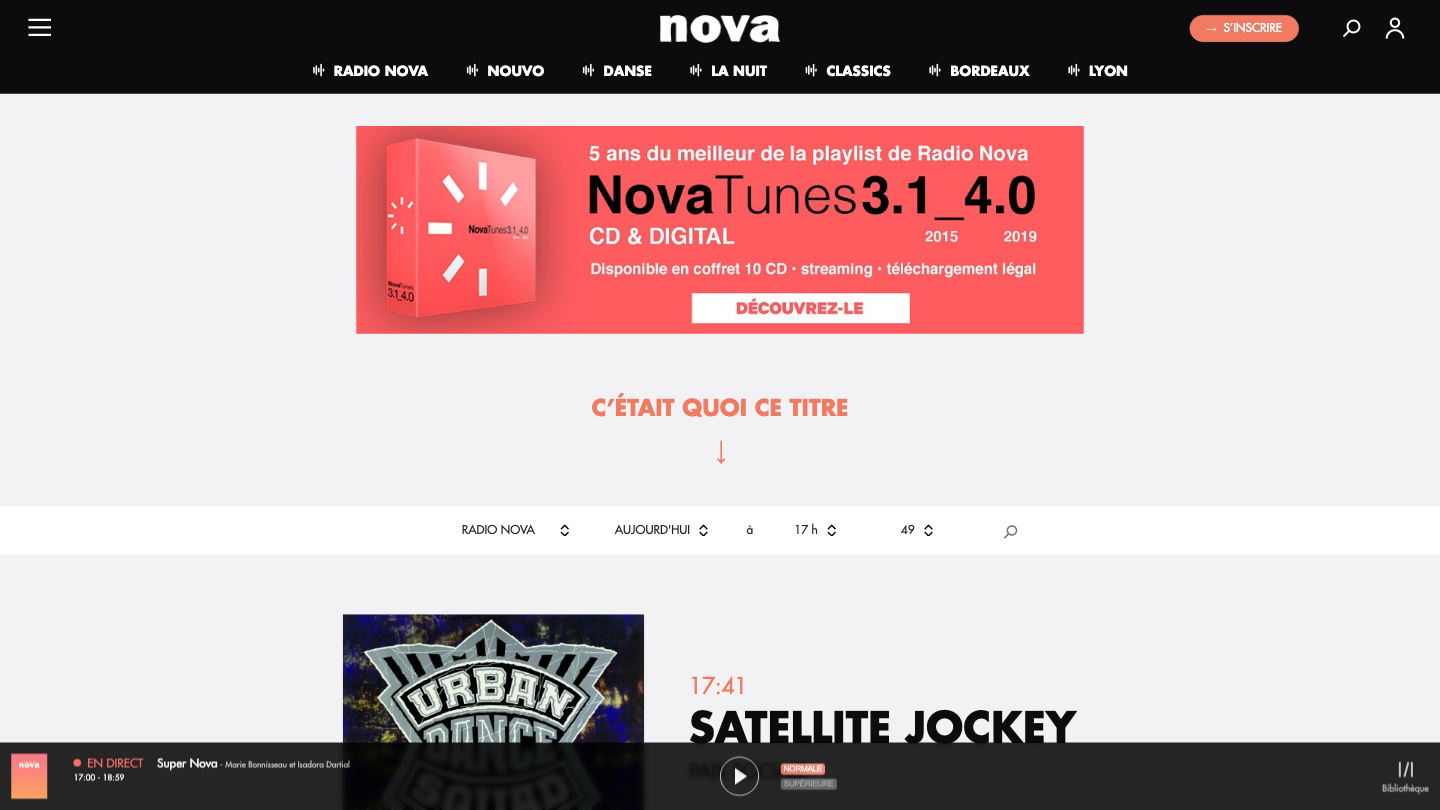 nova
→ S'INSCRIRE
RADIO NOVA
NOUVO
DANSE
LA NUIT
CLASSICS
BORDEAUX
LYON
5 ans du meilleur de la playlist de Radio Nova
NovaTunes 3.1_4.0
CD & DIGITAL
2015 2019
Disponible en coffret 10 CD • streaming • téléchargement légal
DÉCOUVREZ-LE
NovaTunes3.1_4.0
NovaTunes
3.1_4.0
C'ÉTAIT QUOI CE TITRE
↓
RADIO NOVA
AUJOURD'HUI
à
17 h
49
URBAN
DANCE
SQUAD
17:41
SATELLITE JOCKEY
nova
EN DIRECT
17:00 - 18:59
Super Nova - Marie Bonnisseau et Isadora Dartial
NORMALE
SUPÉRIEURE
Bibliothèque